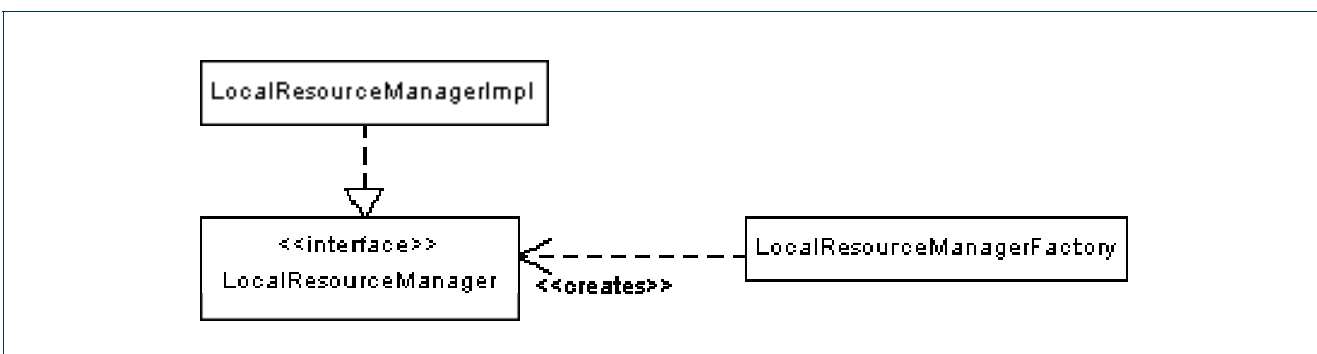 LocalResourceManagerImpl
<<interface>>
LocalResourceManager
LocalResourceManagerFactory
<<creates>>